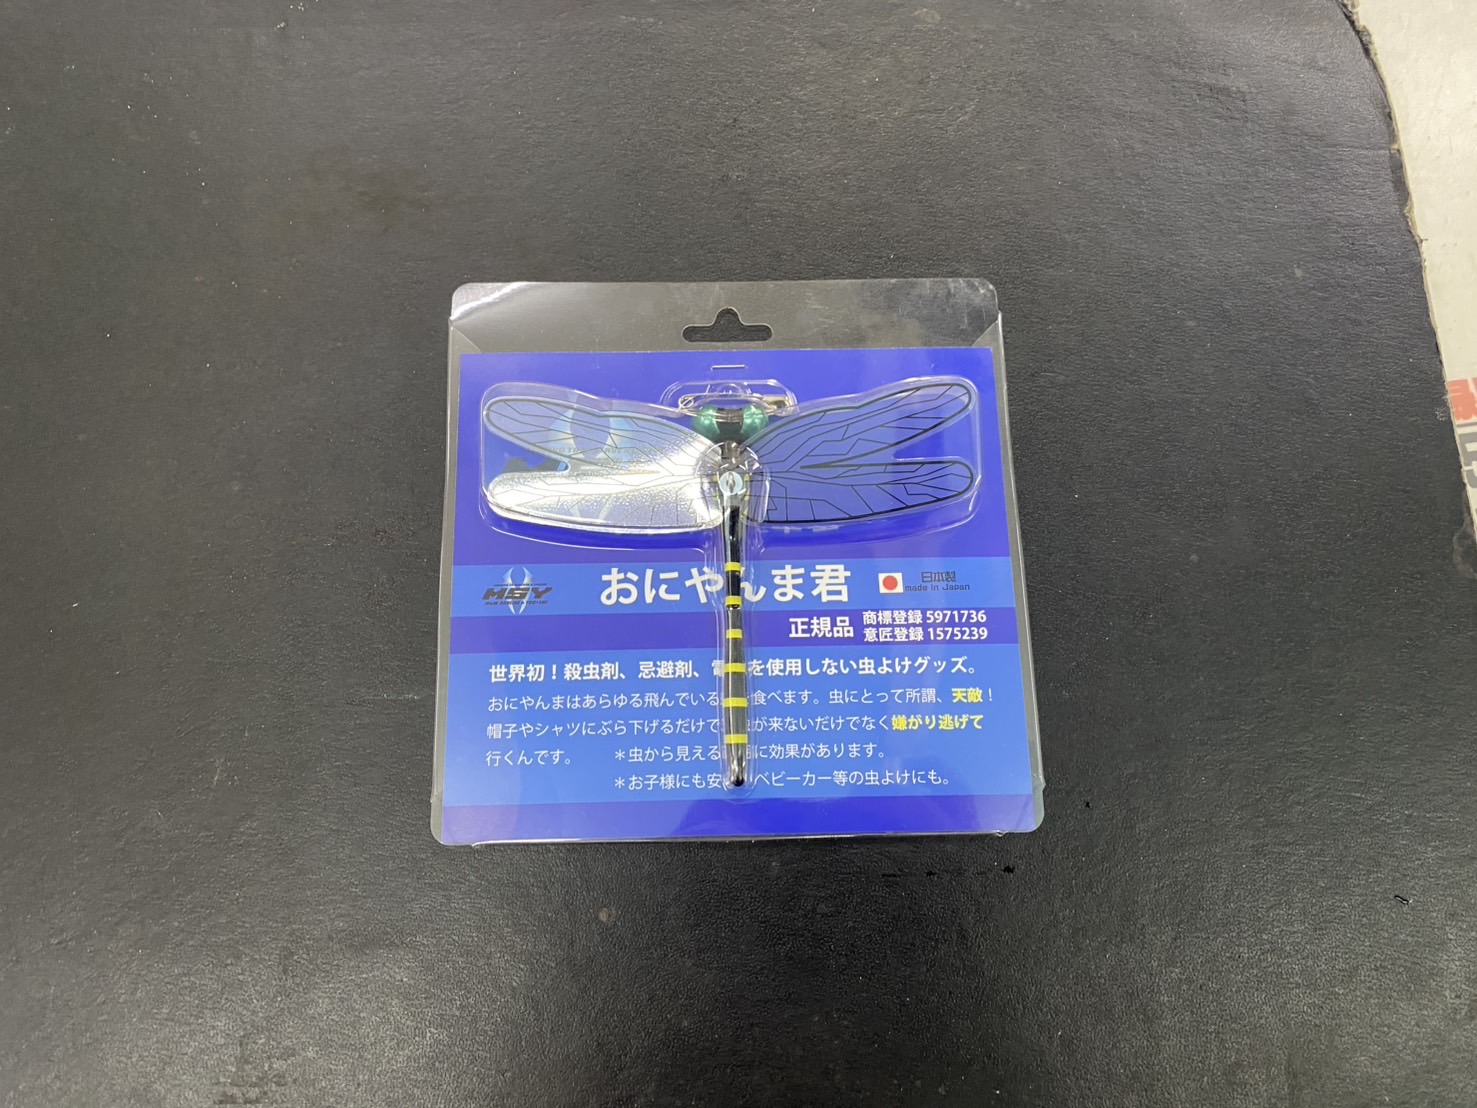 おにやんま君
日本製
made in Japan
MSY
正規品
商標登録 5971736
意匠登録 1575239
世界初！殺虫剤、忌避剤、電 を使用しない虫よけグッズ。
おにやんまはあらゆる飛んでいる 食べます。虫にとって所謂、天敵！
帽子やシャツにぶら下げるだけで が来ないだけでなく嫌がり逃げて
行くんです。 ＊虫から見える に効果があります。
＊お子様にも安 ベビーカー等の虫よけにも。